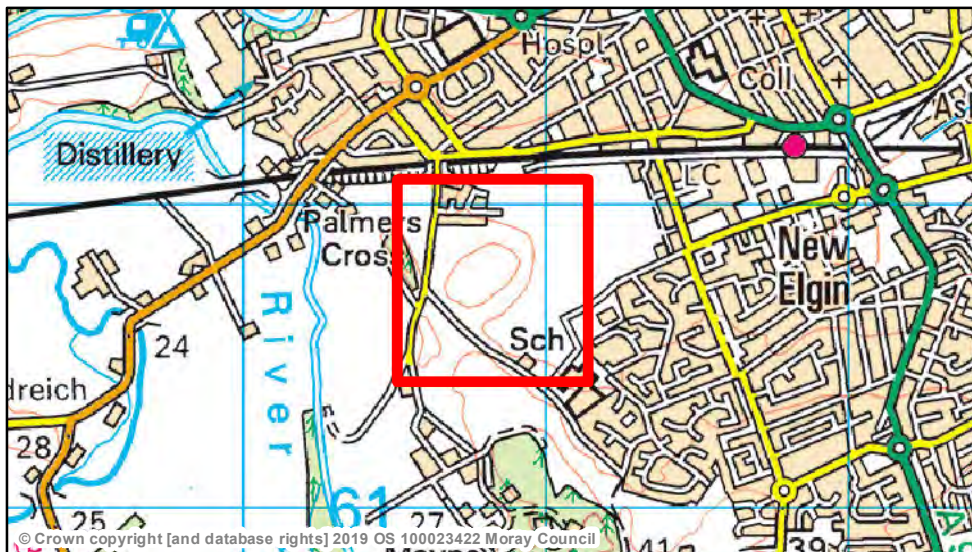 Hospl
Coll
Distillery
LC
Palmers
Cross
New
Elgin
River
Sch
24
dreich
28
25
61
27
41
39
A
© Crown copyright [and database rights] 2019 OS 100023422 Moray Council